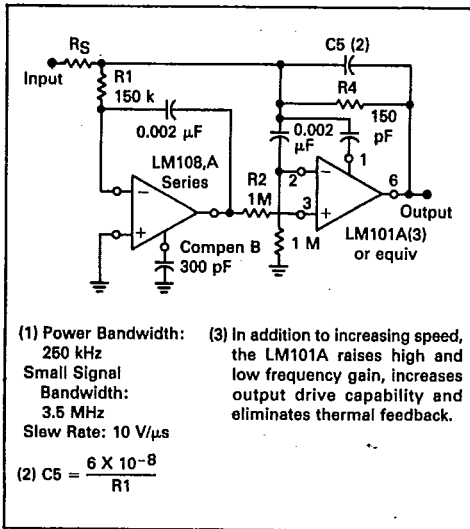 RS
Input
R1
150 k
0.002 μF
LM108,A
Series
Compen B
300 pF
C5 (2)
R4
150
pF
0.002
μF
R2
1M
2
3
1
6
1 M
Output
LM101A(3)
or equiv
(1) Power Bandwidth:
250 kHz
Small Signal
Bandwidth:
3.5 MHz
Slew Rate: 10 V/μs
(2) C5 = 6 X 10−8
R1
(3) In addition to increasing speed,
the LM101A raises high and
low frequency gain, increases
output drive capability and
eliminates thermal feedback.